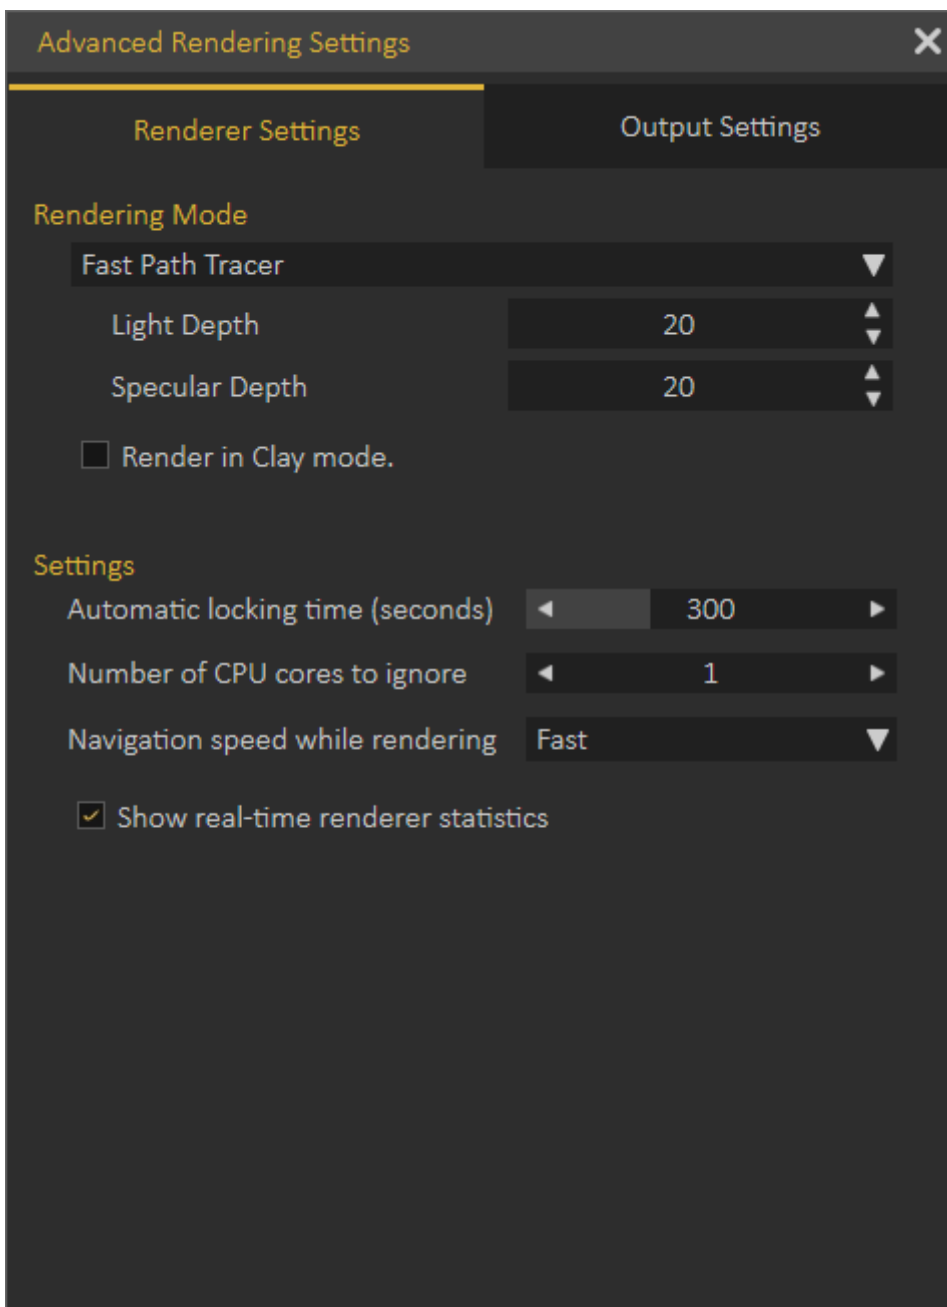 Advanced Rendering Settings
Renderer Settings
Output Settings
Rendering Mode
Fast Path Tracer
Light Depth 20
Specular Depth 20
Render in Clay mode.
Settings
Automatic locking time (seconds) 300
Number of CPU cores to ignore 1
Navigation speed while rendering Fast
Show real-time renderer statistics